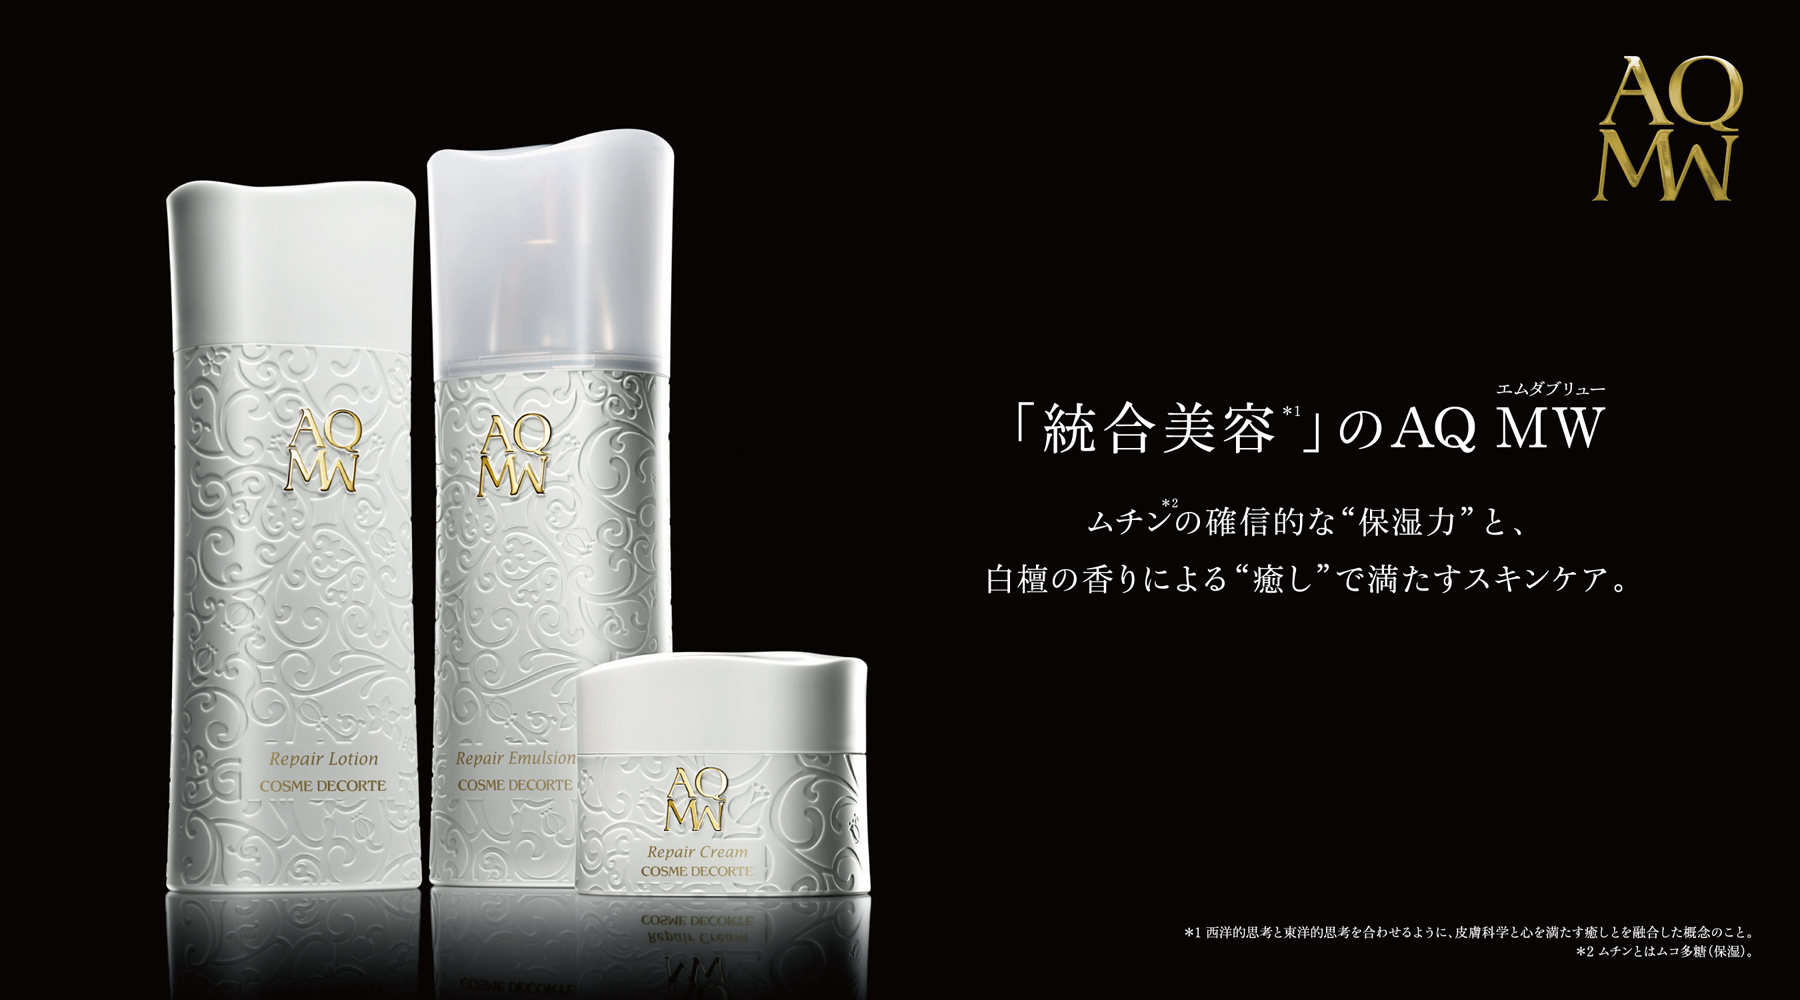 AQ
MW
エムダブリュー
「統合美容*1」のAQ MW
ムチン*2の確信的な“保湿力”と、
白檀の香りによる“癒し”で満たすスキンケア。
AQ
MW
Repair Lotion
COSME DECORTE
AQ
MW
Repair Emulsion
COSME DECORTE
AQ
MW
Repair Cream
COSME DECORTE
*1 西洋的思考と東洋的思考を合わせるように、皮膚科学と心を満たす癒しとを融合した概念のこと。
*2 ムチンとはムコ多糖（保湿）。